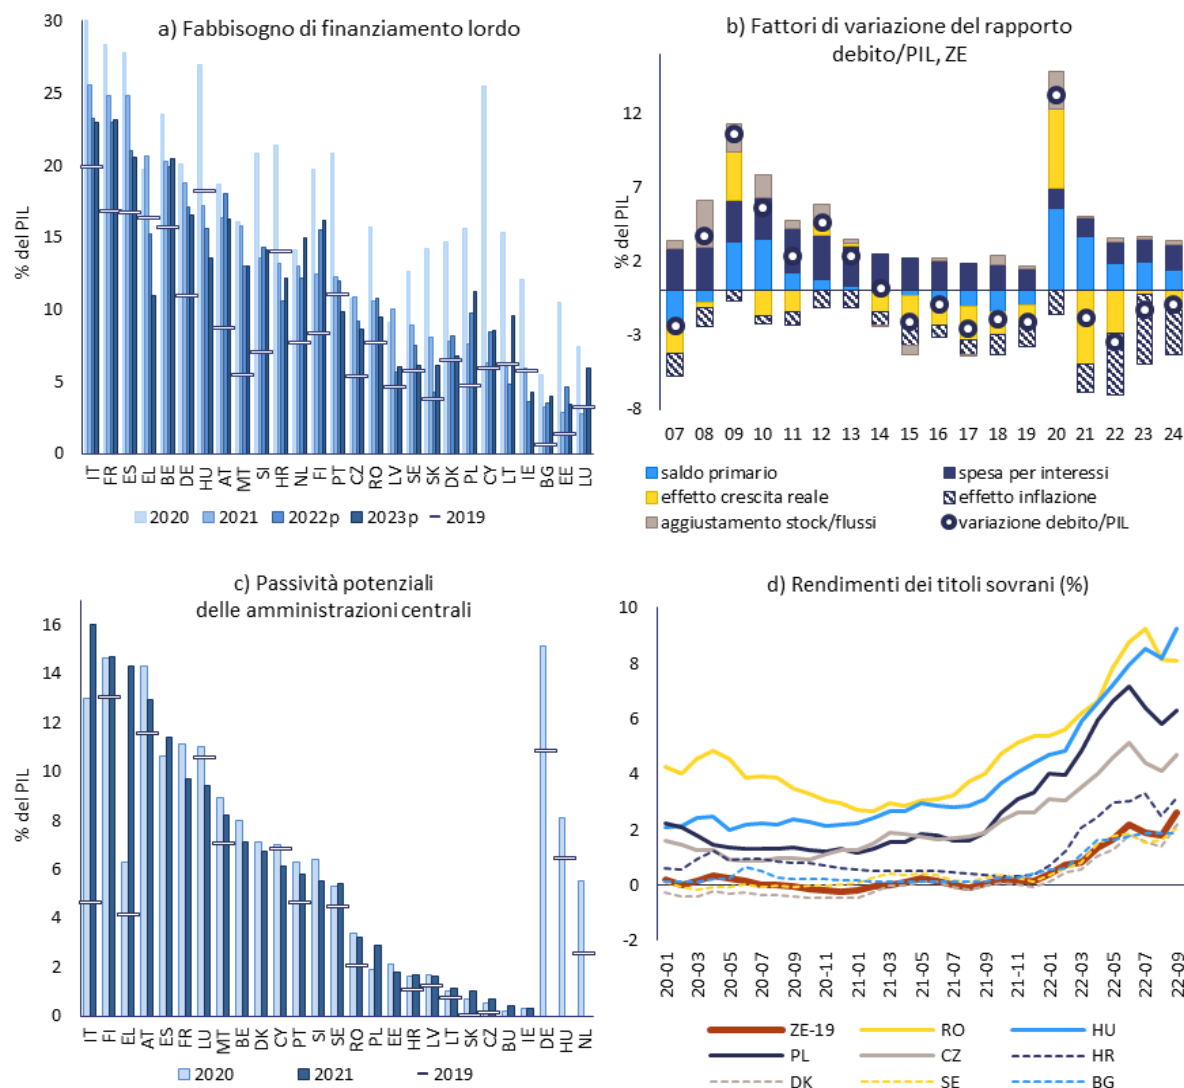 a) Fabbisogno di finanziamento lordo
% del PIL
30
25
20
15
10
5
0
IT FR ES EL BE DE HU AT MT SI HR NL FI PT CZ RO LV SE SK DK PL CY LT IE BG EE LU
2020 2021 2022p 2023p 2019
b) Fattori di variazione del rapporto
debito/PIL, ZE
% del PIL
12
7
2
-3
-8
07 08 09 10 11 12 13 14 15 16 17 18 19 20 21 22 23 24
saldo primario spesa per interessi
effetto crescita reale effetto inflazione
aggiustamento stock/flussi variazione debito/PIL
c) Passività potenziali
delle amministrazioni centrali
% del PIL
16
14
12
10
8
6
4
2
0
IT FI EL AT ES FR LU MT BE DK CY PT SI SE RO PL EE HR LV LT SK CZ BU IE DE HU NL
2020 2021 2019
d) Rendimenti dei titoli sovrani (%)
10
8
6
4
2
0
-2
20-01 20-03 20-05 20-07 20-09 20-11 21-01 21-03 21-05 21-07 21-09 21-11 22-01 22-03 22-05 22-07 22-09
ZE-19 RO HU
PL CZ HR
DK SE BG